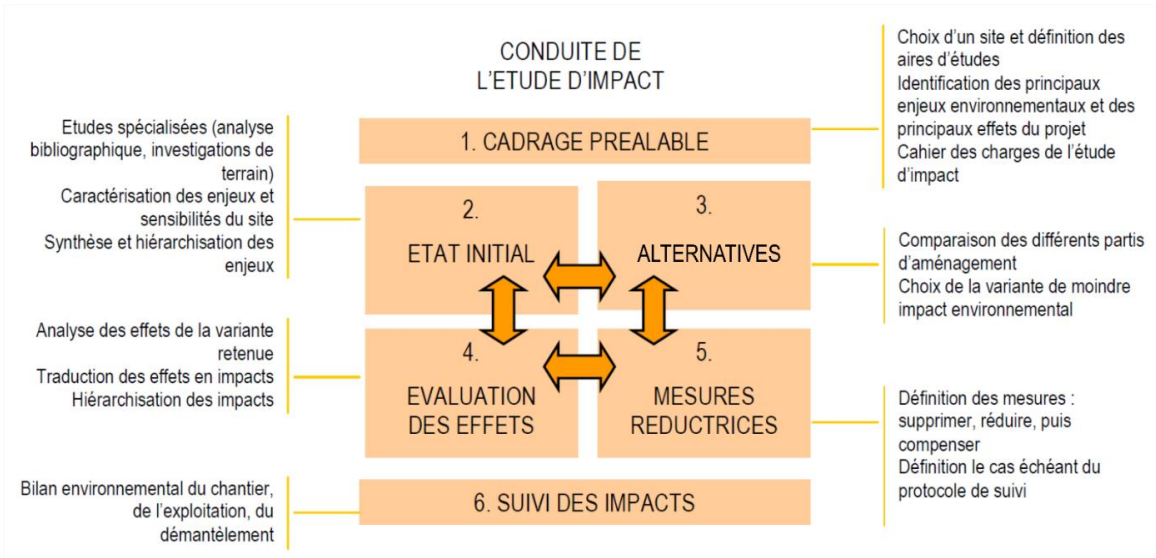 CONDUITE DE
L'ETUDE D'IMPACT
Choix d'un site et définition des
aires d'études
Identification des principaux
enjeux environnementaux et des
principaux effets du projet
Cahier des charges de l'étude
d'impact
1. CADRAGE PREALABLE
Etudes spécialisées (analyse
bibliographique, investigations de
terrain)
Caractérisation des enjeux et
sensibilités du site
Synthèse et hiérarchisation des
enjeux
2.
ETAT INITIAL
3.
ALTERNATIVES
Comparaison des différents partis
d'aménagement
Choix de la variante de moindre
impact environnemental
Analyse des effets de la variante
retenue
Traduction des effets en impacts
Hiérarchisation des impacts
4.
EVALUATION
DES EFFETS
5.
MESURES
REDUCTRICES
Définition des mesures :
supprimer, réduire, puis
compenser
Définition le cas échéant du
protocole de suivi
Bilan environnemental du chantier,
de l'exploitation, du
démantèlement
6. SUIVI DES IMPACTS